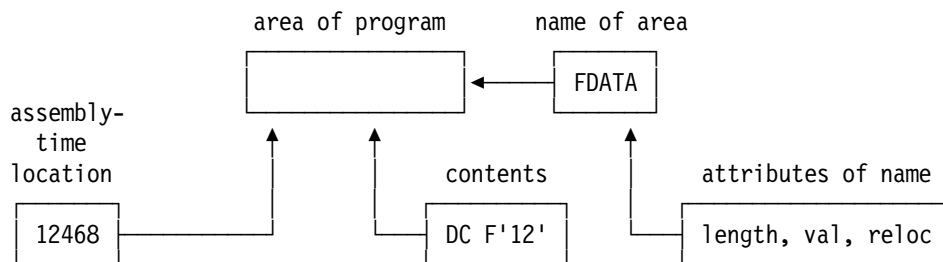 area of program
name of area
FDATA
assembly-
time
location
contents
attributes of name
12468
DC F'12'
length, val, reloc